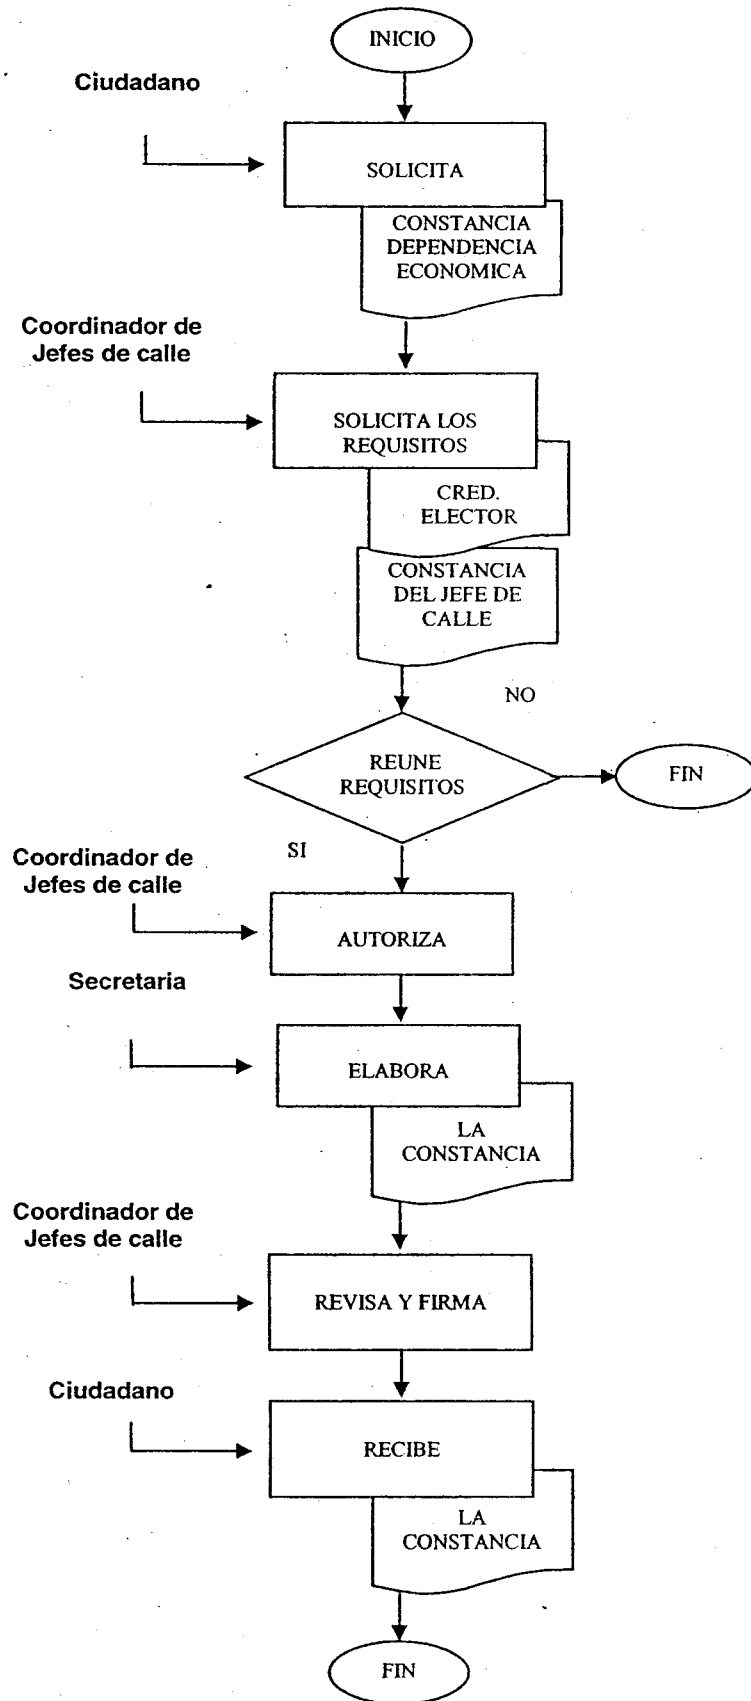 INICIO
Ciudadano
SOLICITA
CONSTANCIA
DEPENDENCIA
ECONOMICA
Coordinador de
Jefes de calle
SOLICITA LOS
REQUISITOS
CRED.
ELECTOR
CONSTANCIA
DEL JEFE DE
CALLE
NO
REUNE
REQUISITOS
FIN
SI
Coordinador de
Jefes de calle
AUTORIZA
Secretaria
ELABORA
LA
CONSTANCIA
Coordinador de
Jefes de calle
REVISA Y FIRMA
Ciudadano
RECIBE
LA
CONSTANCIA
FIN